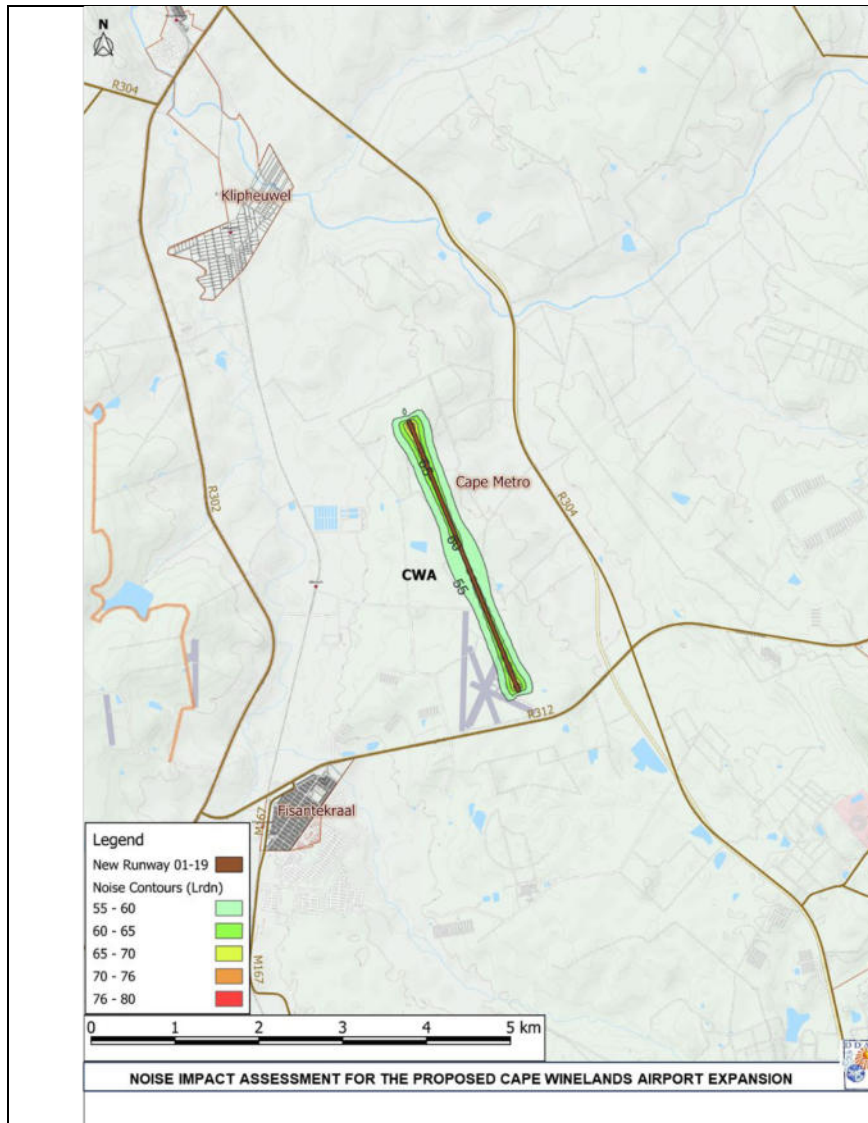 N
R304
Klipheuwel
R302
65
Cape Metro
R304
60
CWA
55
R312
Fisantekraal
M167
Legend
New Runway 01-19
Noise Contours (Lrdn)
55 - 60
60 - 65
65 - 70
70 - 76
76 - 80
M167
0 1 2 3 4 5 km
NOISE IMPACT ASSESSMENT FOR THE PROPOSED CAPE WINELANDS AIRPORT EXPANSION
DDA